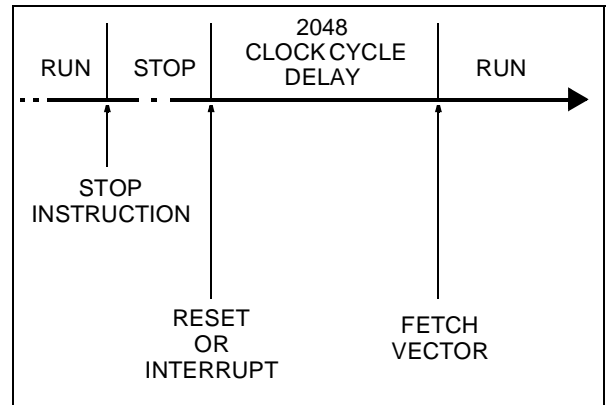 RUN
STOP
2048
CLOCK CYCLE
DELAY
RUN
STOP
INSTRUCTION
RESET
OR
INTERRUPT
FETCH
VECTOR